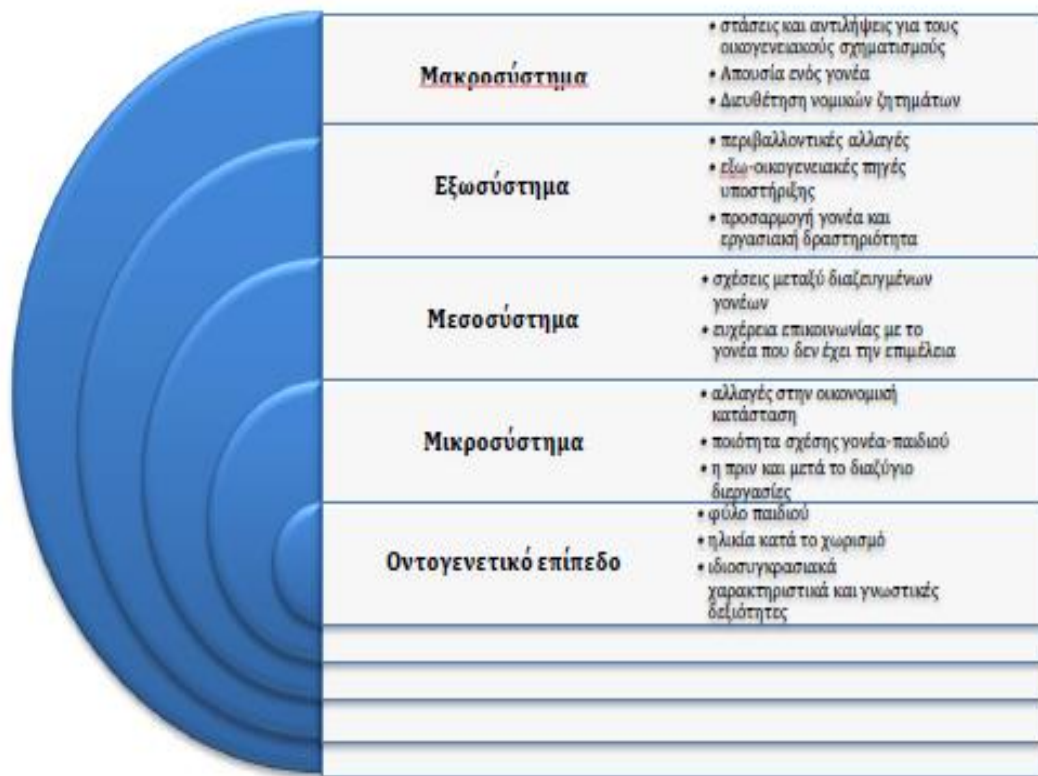 Μακροσύστημα
• στάσεις και αντιλήψεις για τους
οικογενειακούς σχηματισμούς
• Απουσία ενός γονέα
• Διευθέτηση νομικών ζητημάτων
Εξωσύστημα
• περιβαλλοντικές αλλαγές
• εξω-οικογενειακές πηγές
υποστήριξης
• προσαρμογή γονέα και
εργασιακή δραστηριότητα
Μεσοσύστημα
• σχέσεις μεταξύ διαζευγμένων
γονέων
• ευχέρεια επικοινωνίας με το
γονέα που δεν έχει την επιμέλεια
Μικροσύστημα
• αλλαγές στην οικονομική
κατάσταση
• ποιότητα σχέσης γονέα-παιδιού
• η πριν και μετά το διαζύγιο
διεργασίες
Οντογενετικό επίπεδο
• φύλο παιδιού
• ηλικία κατά το χωρισμό
• ιδιοσυγκρασιακά
χαρακτηριστικά και γνωστικές
δεξιότητες